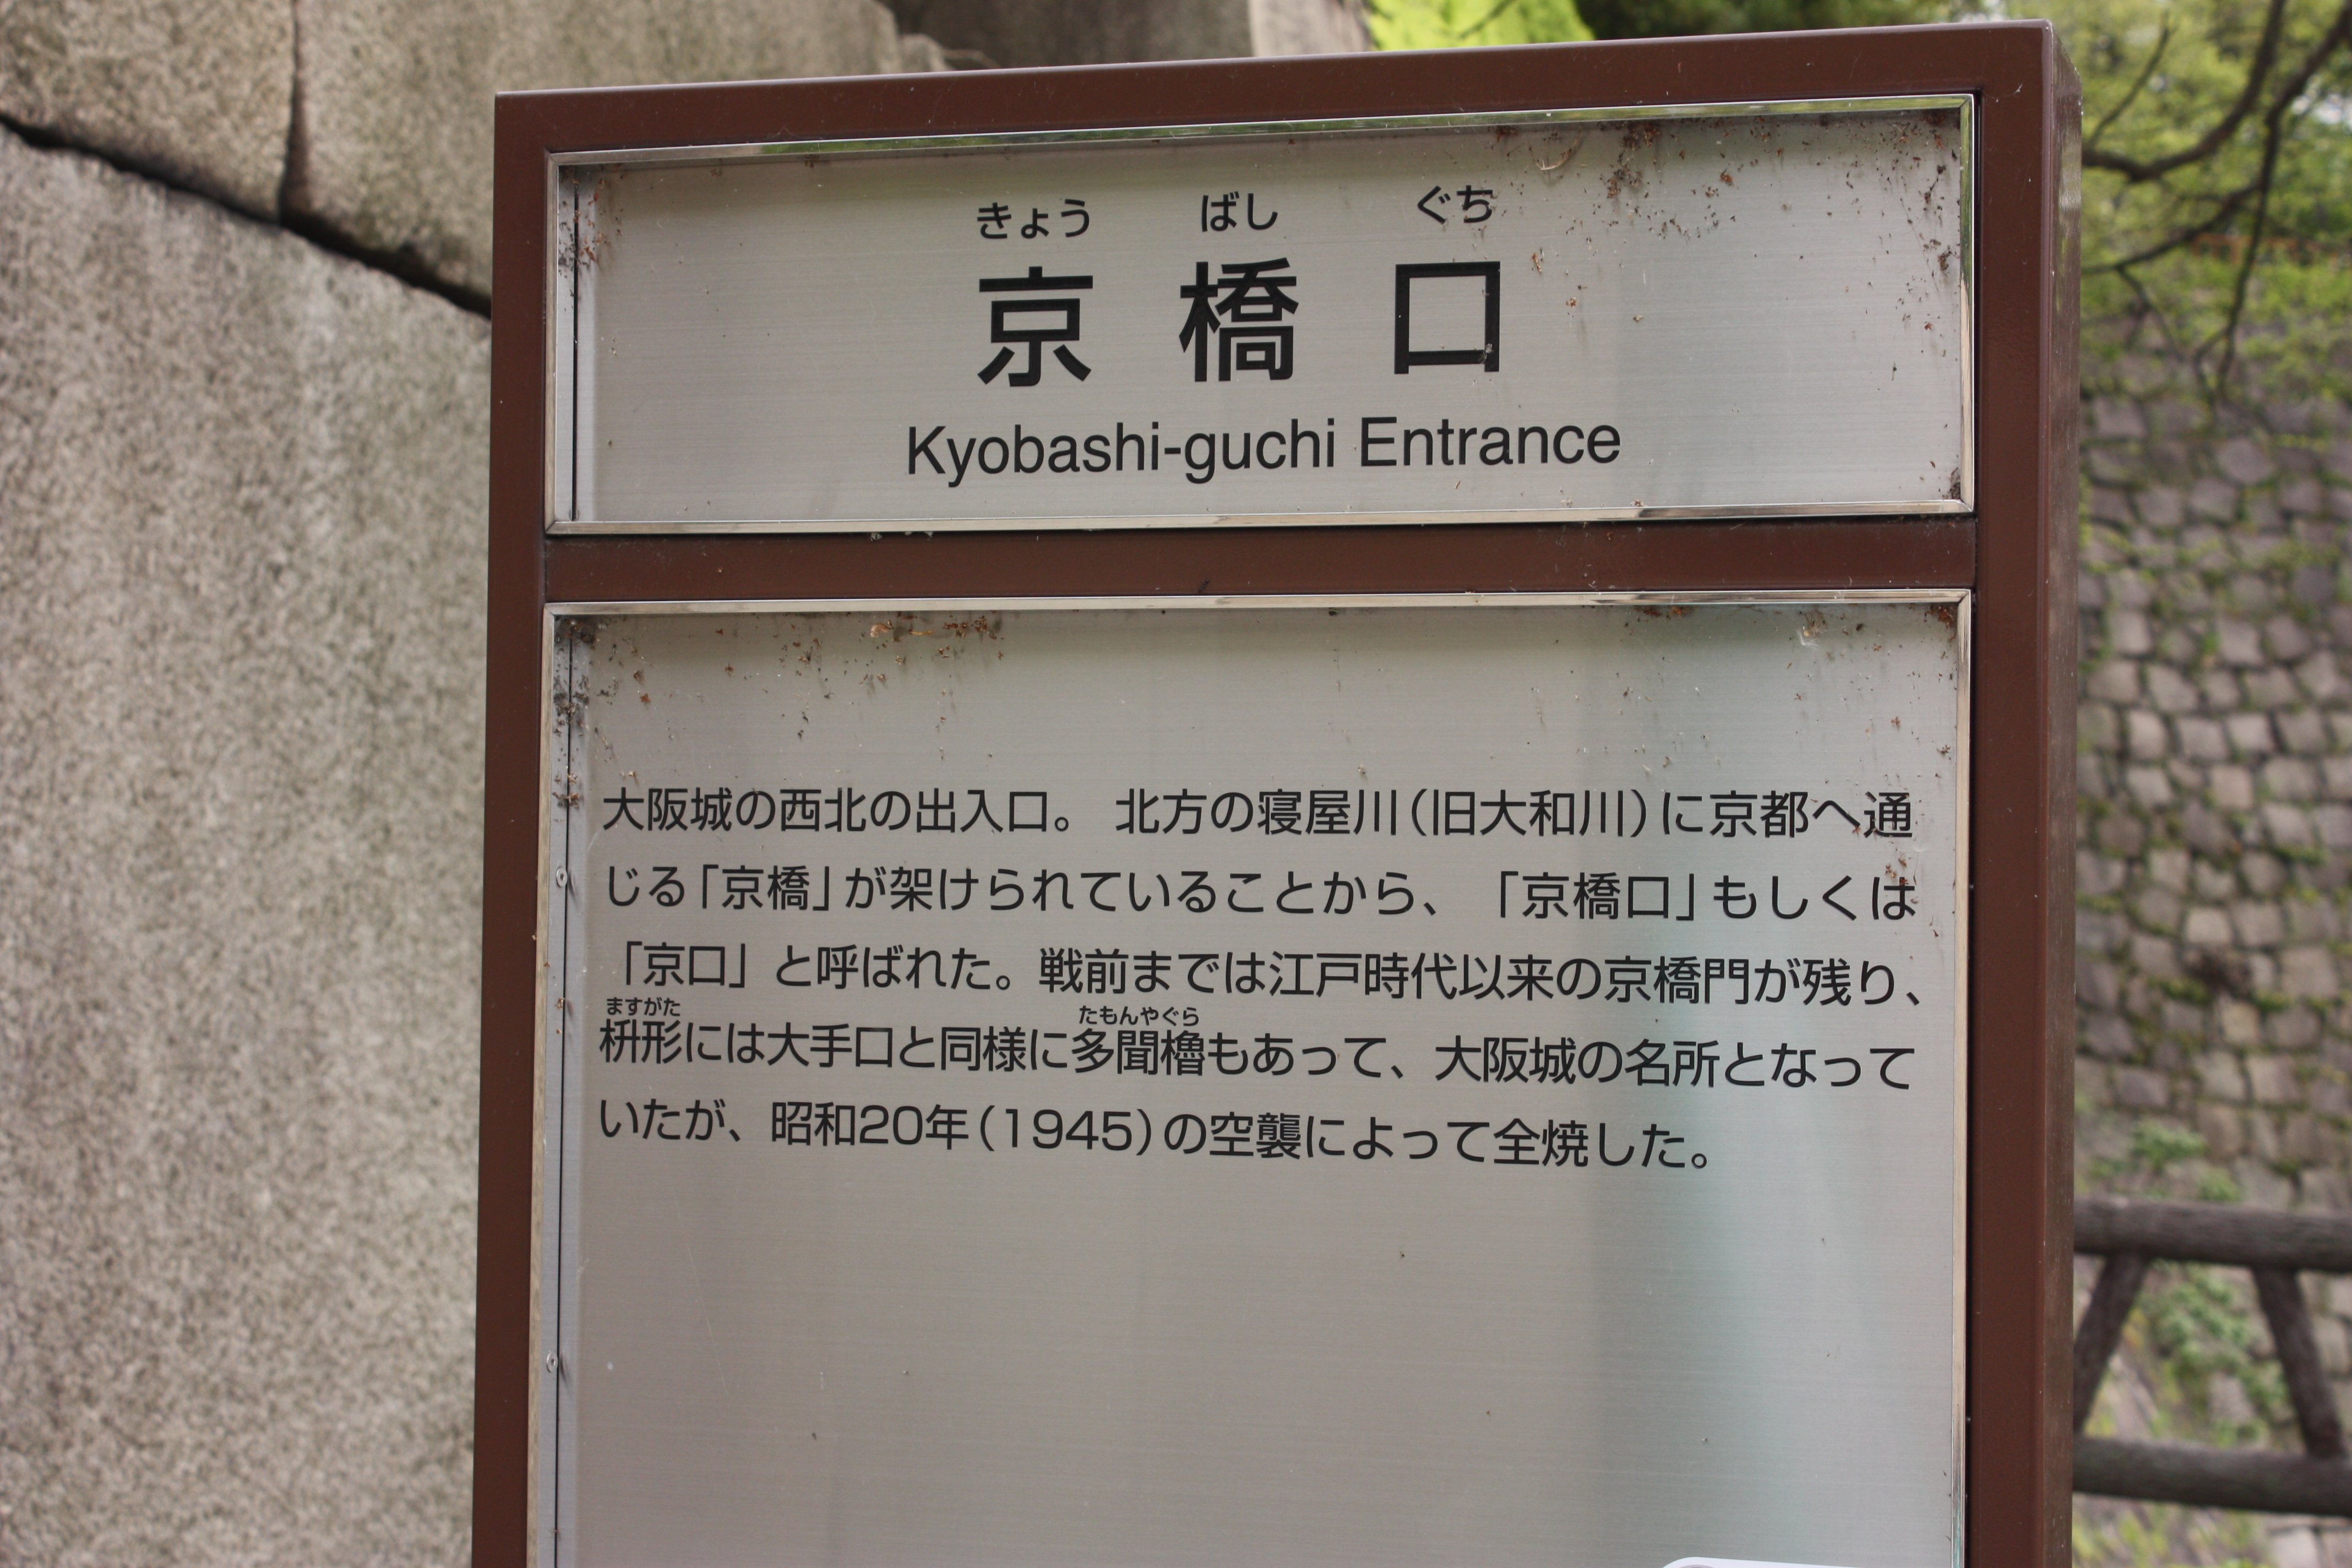 きょう ばし ぐち
京橋口
Kyobashi-guchi Entrance
大阪城の西北の出入口。 北方の寝屋川（旧大和川）に京都へ通
じる「京橋」が架けられていることから、「京橋口」もしくは
「京口」と呼ばれた。戦前までは江戸時代以来の京橋門が残り、
ますがた たもんやぐら
枡形には大手口と同様に多聞櫓もあって、大阪城の名所となって
いたが、昭和20年（1945）の空襲によって全焼した。